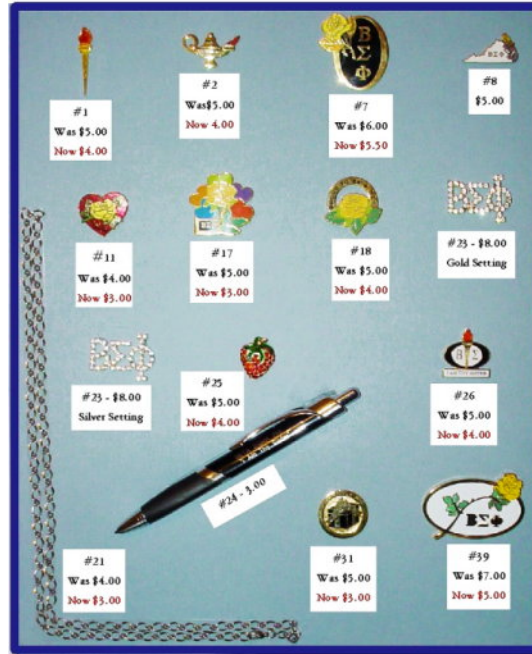 #1
Was $5.00
Now $4.00
#2
Was$5.00
Now 4.00
ΒΣΦ
#7
Was $6.00
Now $5.50
ΒΣΦ
#8
$5.00
#11
Was $4.00
Now $3.00
ΒΣ
#17
Was $5.00
Now $3.00
#18
Was $5.00
Now $4.00
ΒΣΦ
#23 - $8.00
Gold Setting
ΒΣΦ
#23 - $8.00
Silver Setting
#25
Was $5.00
Now $4.00
ΒΣ
#26
Was $5.00
Now $4.00
#24 - 3.00
#21
Was $4.00
Now $3.00
#31
Was $5.00
Now $3.00
ΒΣΦ
#39
Was $7.00
Now $5.00